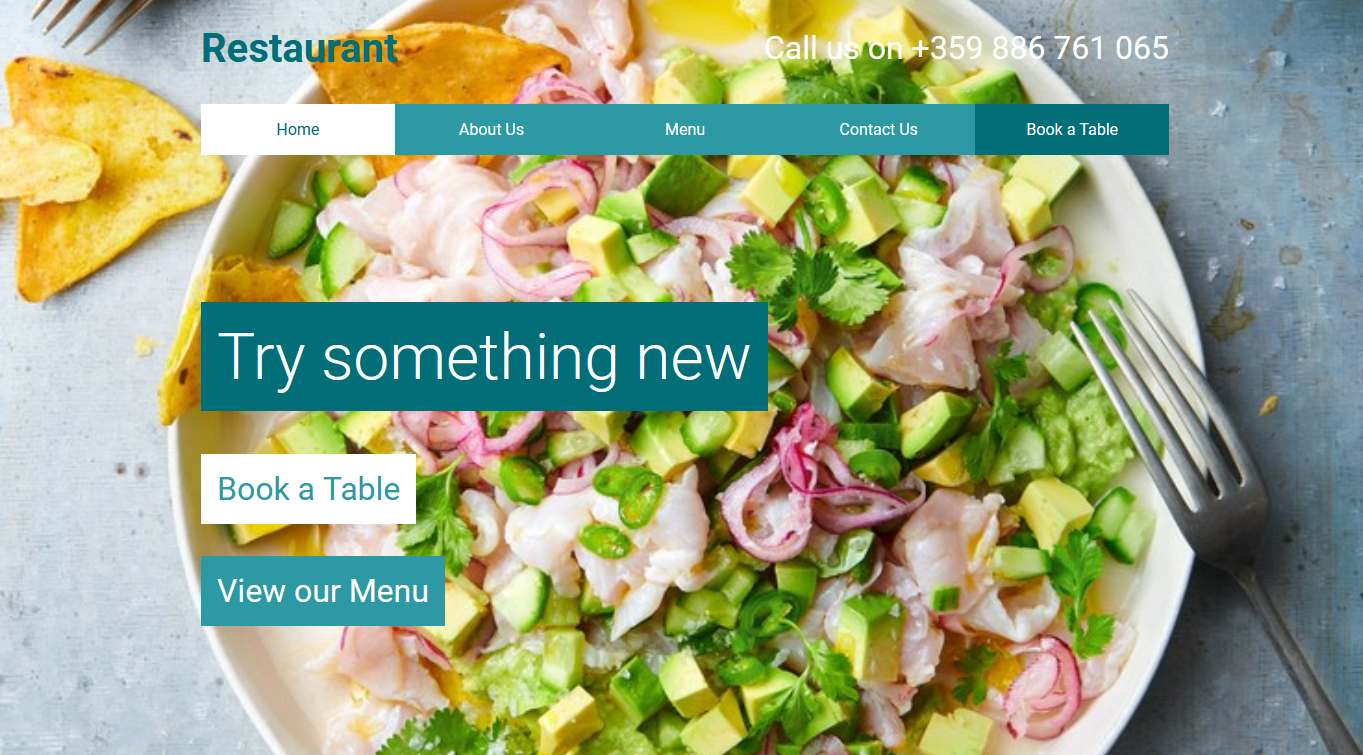 Restaurant
Call us on +359 886 761 065
Home
About Us
Menu
Contact Us
Book a Table
Try something new
Book a Table
View our Menu